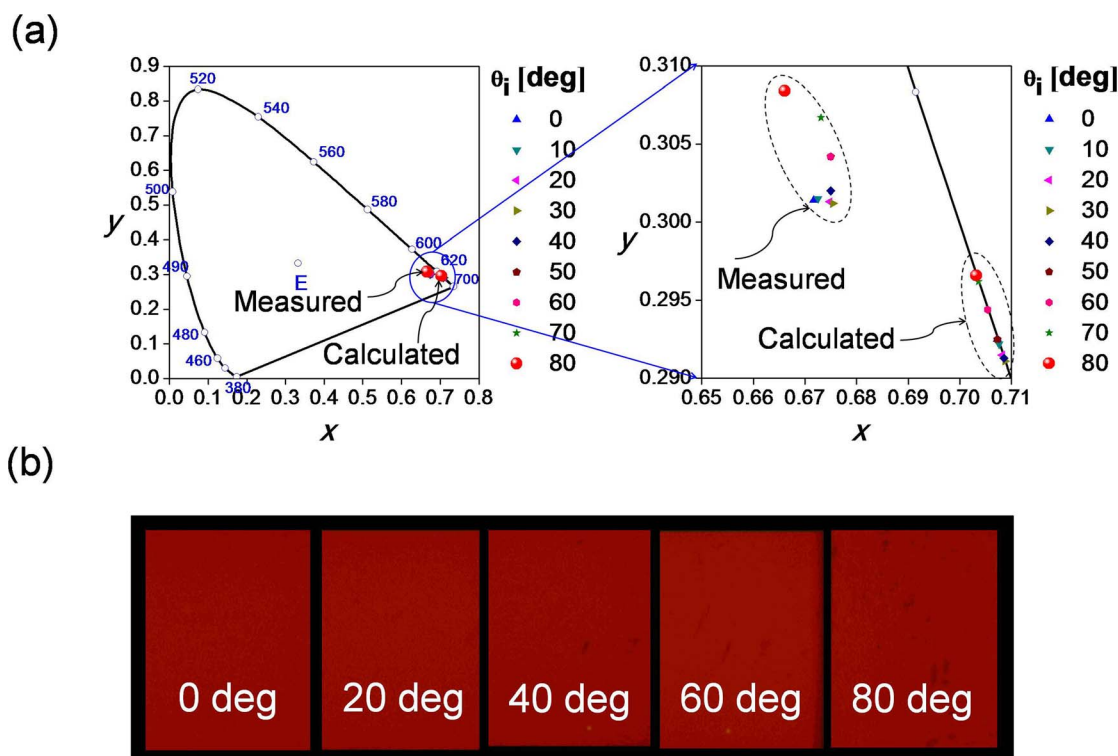 (a)
0.9
0.8
0.7
0.6
0.5
0.4
0.3
0.2
0.1
0.0
y
0.0 0.1 0.2 0.3 0.4 0.5 0.6 0.7 0.8
x
520
540
560
580
600
620
700
500
490
480
460
380
E
Measured
Calculated
θi [deg]
0
10
20
30
40
50
60
70
80
0.310
0.305
0.300
0.295
0.290
y
0.65 0.66 0.67 0.68 0.69 0.70 0.71
x
Measured
Calculated
θi [deg]
0
10
20
30
40
50
60
70
80
(b)
0 deg 20 deg 40 deg 60 deg 80 deg